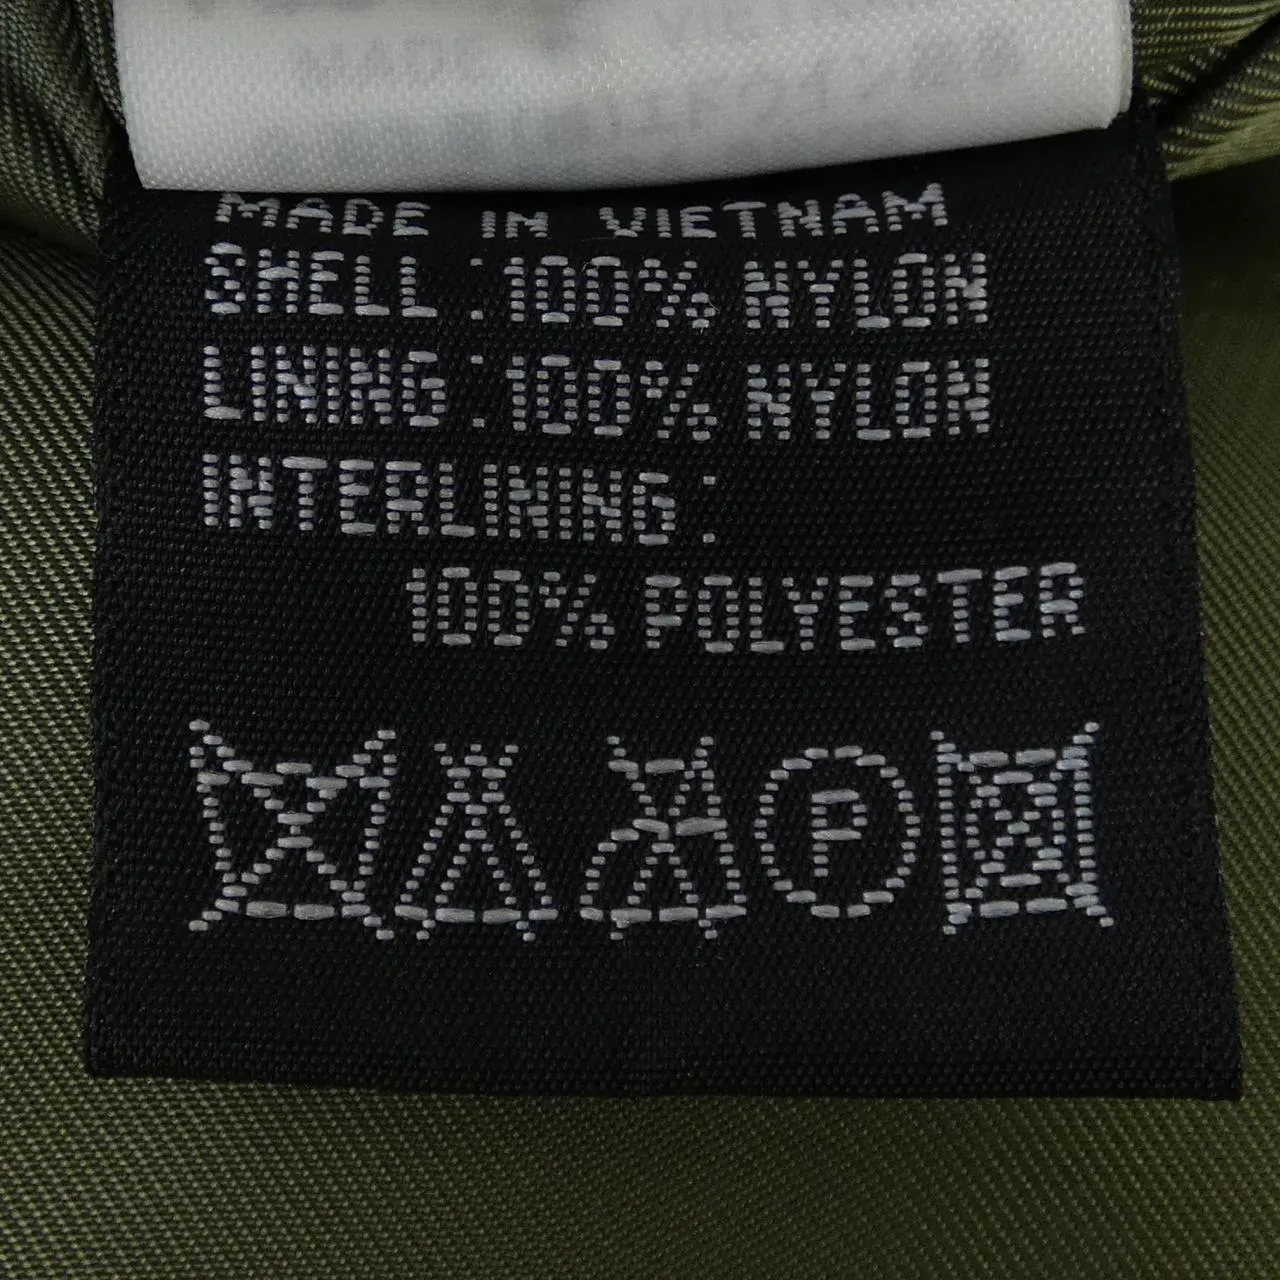 MADE IN VIETNAM
SHELL :100% NYLON
LINING :100% NYLON
INTERLINING:
100% POLYESTER
P